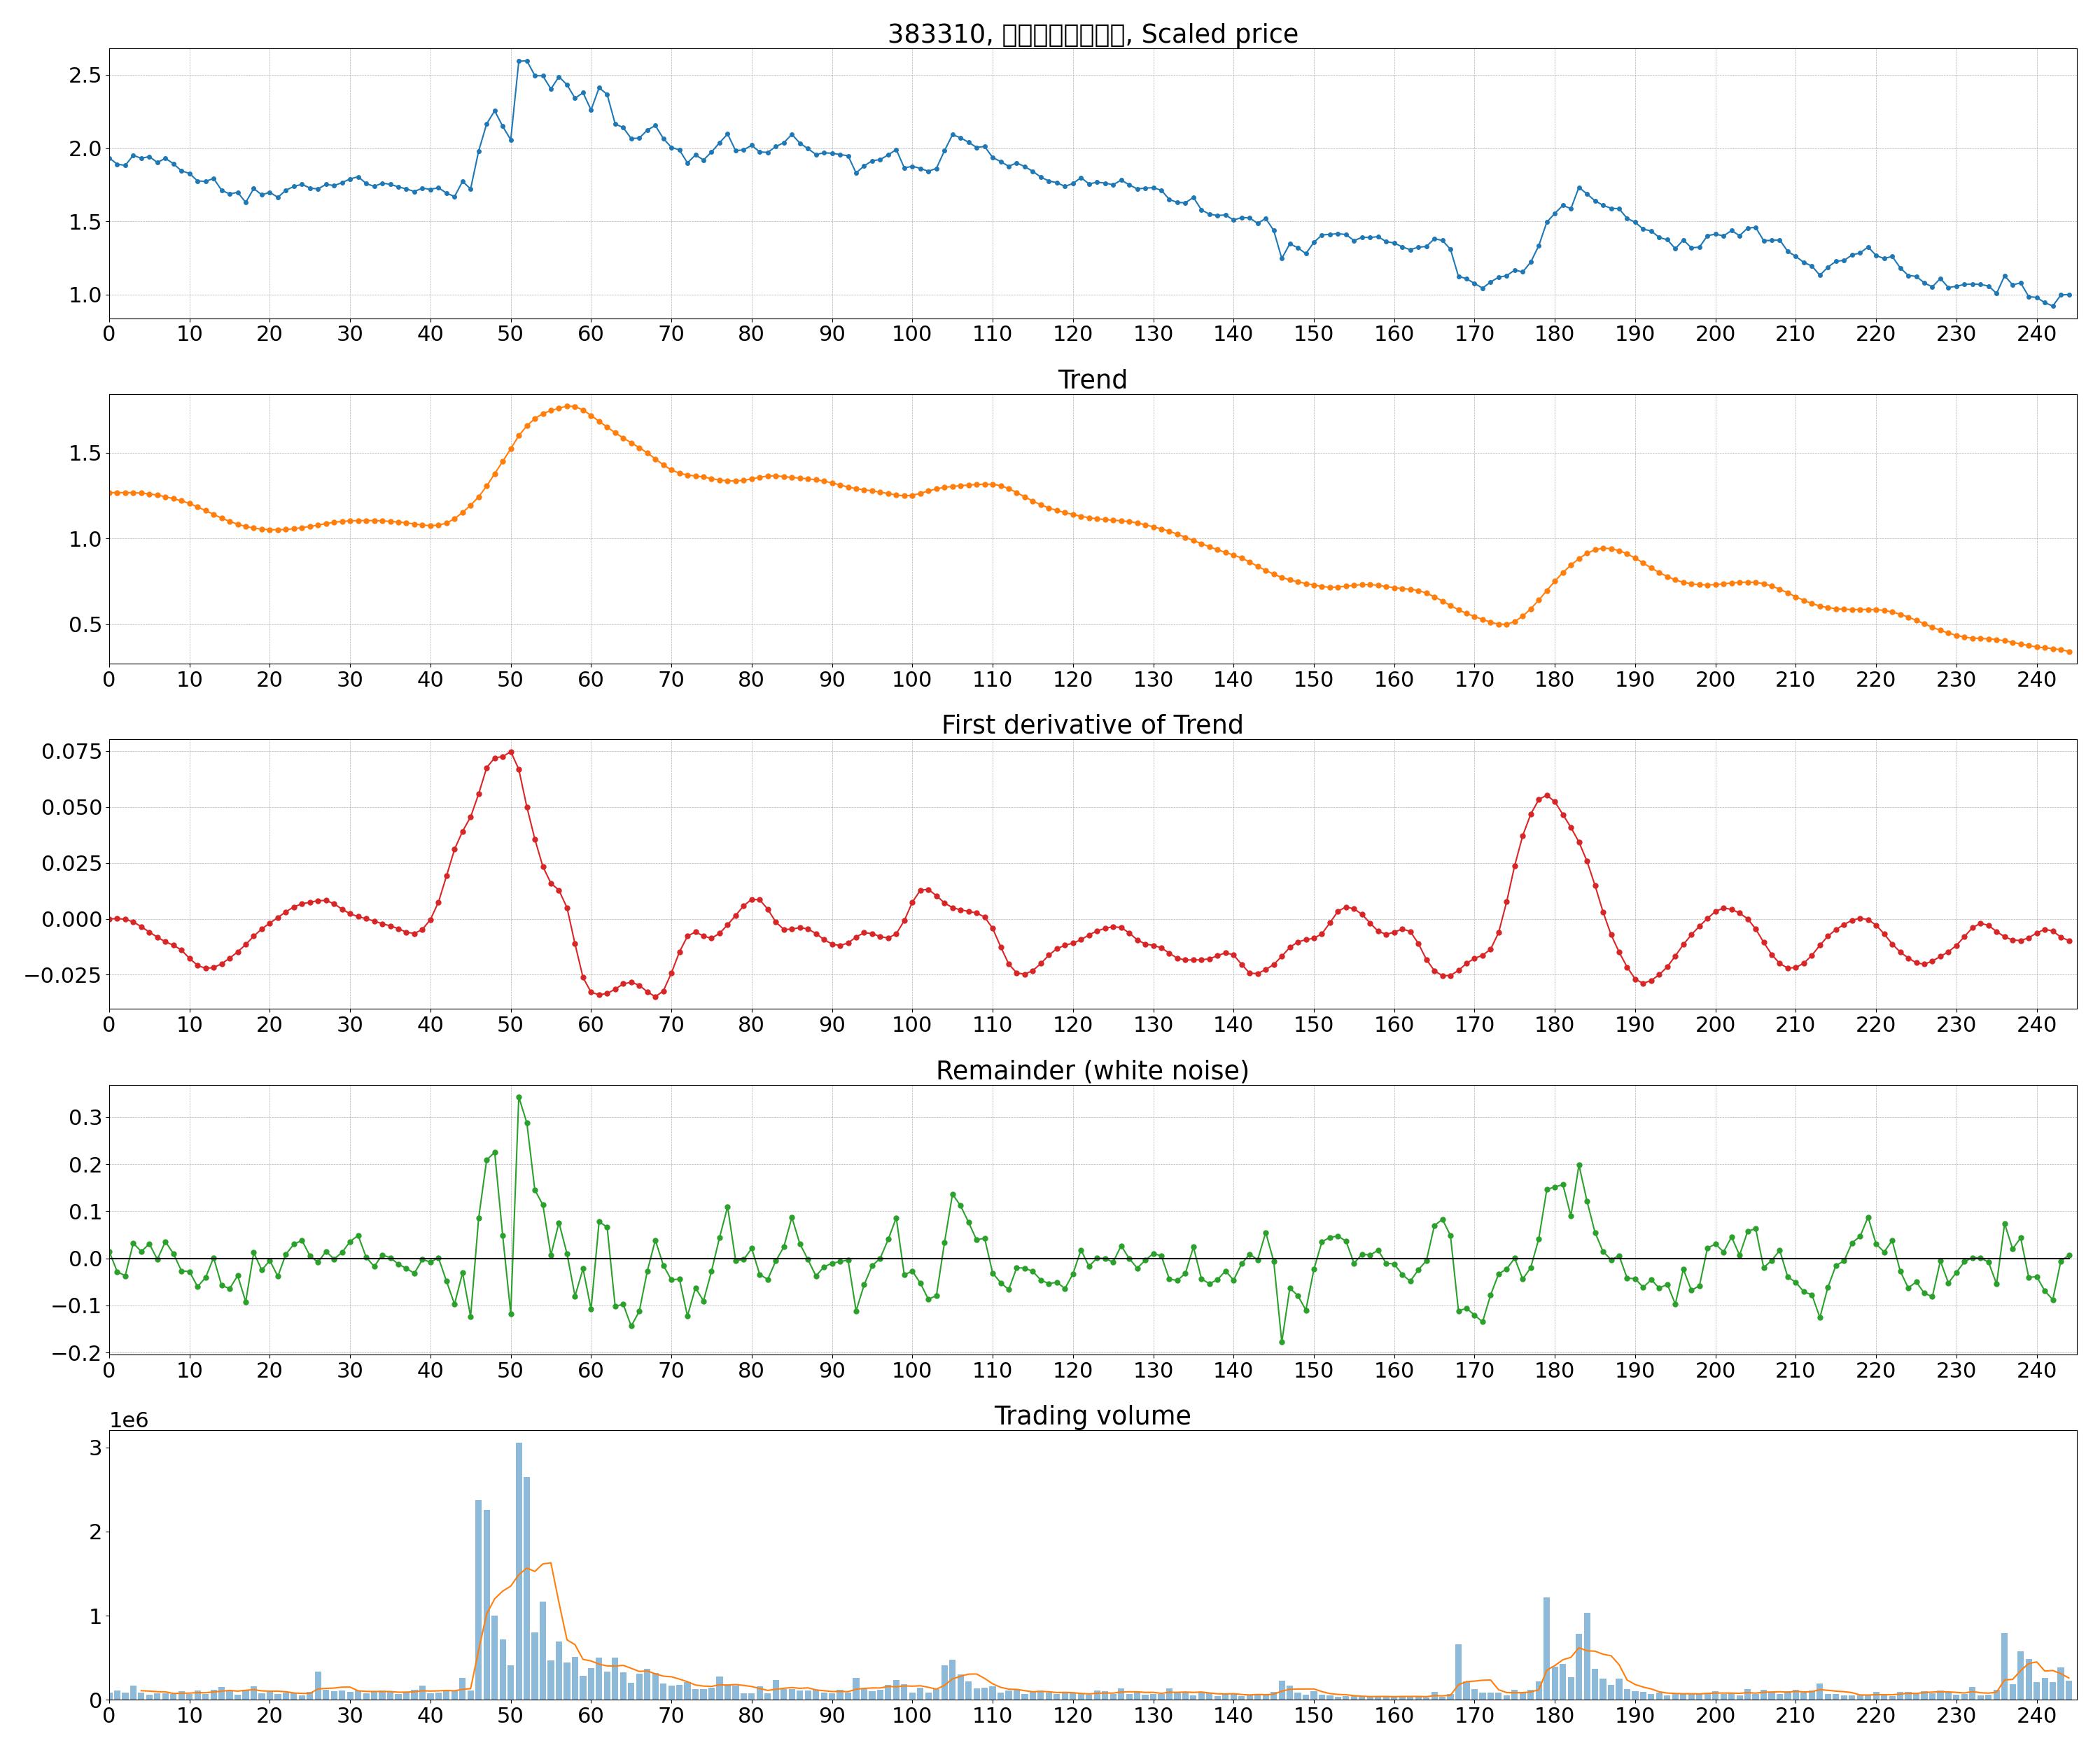 383310, , Scaled price
2.5
2.0
1.5
1.0
0 10 20 30 40 50 60 70 80 90 100 110 120 130 140 150 160 170 180 190 200 210 220 230 240
Trend
1.5
1.0
0.5
0 10 20 30 40 50 60 70 80 90 100 110 120 130 140 150 160 170 180 190 200 210 220 230 240
First derivative of Trend
0.075
0.050
0.025
0.000
−0.025
0 10 20 30 40 50 60 70 80 90 100 110 120 130 140 150 160 170 180 190 200 210 220 230 240
Remainder (white noise)
0.3
0.2
0.1
0.0
−0.1
−0.2
0 10 20 30 40 50 60 70 80 90 100 110 120 130 140 150 160 170 180 190 200 210 220 230 240
Trading volume
1e6
3
2
1
0
0 10 20 30 40 50 60 70 80 90 100 110 120 130 140 150 160 170 180 190 200 210 220 230 240